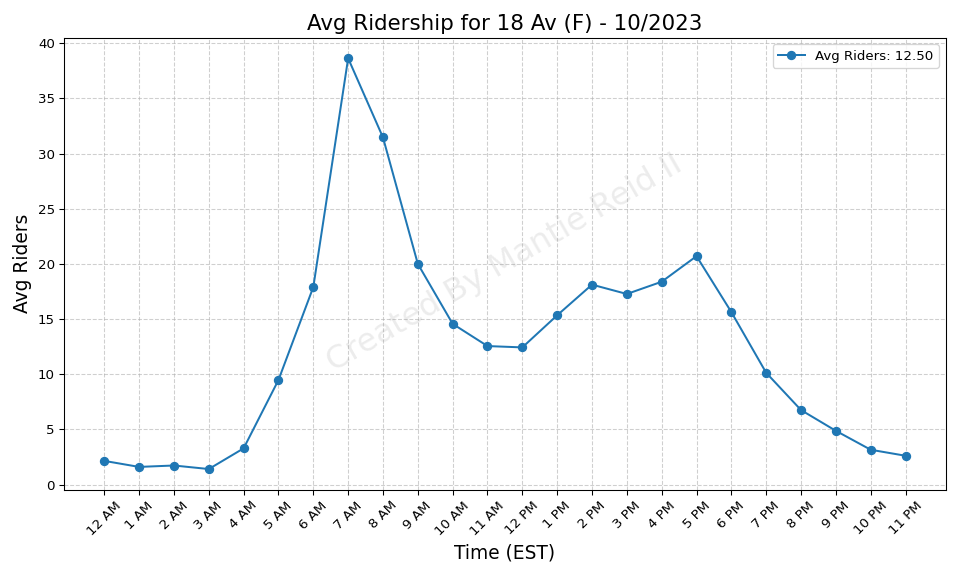 Avg Ridership for 18 Av (F) - 10/2023
Avg Riders: 12.50
Avg Riders
40
35
30
25
20
15
10
5
0
Created By Mantie Reid II
12 AM
1 AM
2 AM
3 AM
4 AM
5 AM
6 AM
7 AM
8 AM
9 AM
10 AM
11 AM
12 PM
1 PM
2 PM
3 PM
4 PM
5 PM
6 PM
7 PM
8 PM
9 PM
10 PM
11 PM
Time (EST)